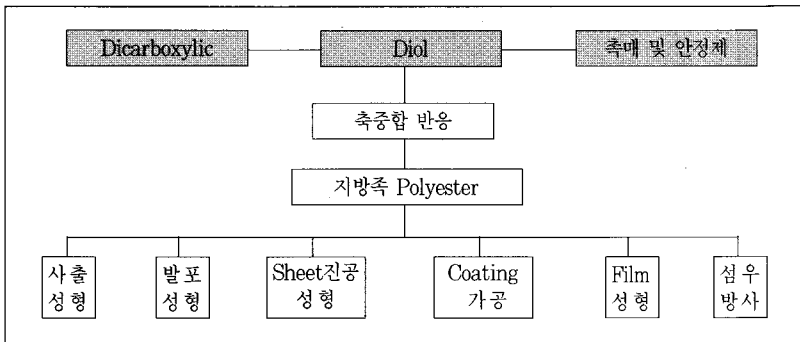 Dicarboxylic
Diol
촉매 및 안정제
축중합 반응
지방족 Polyester
사출
성형
발포
성형
Sheet진공
성형
Coating
가공
Film
성형
섬우
방사